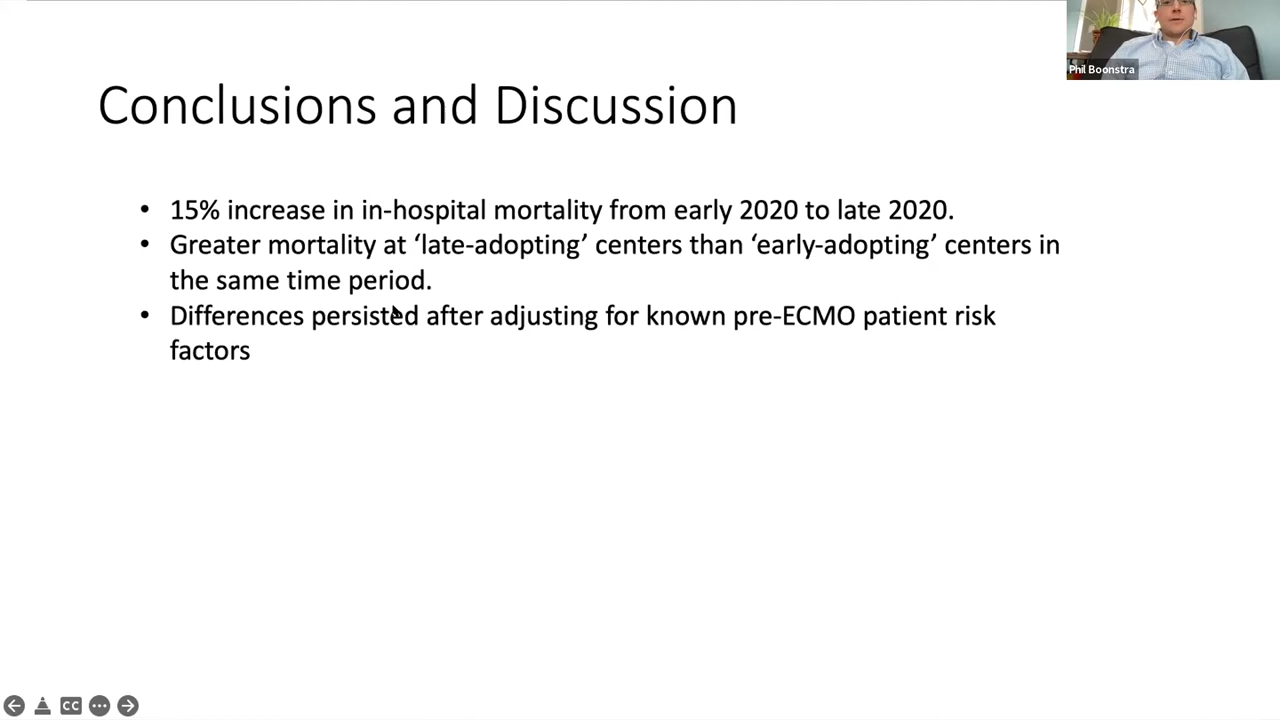 Phil Boonstra
Conclusions and Discussion
• 15% increase in in-hospital mortality from early 2020 to late 2020.
• Greater mortality at ‘late-adopting’ centers than ‘early-adopting’ centers in
the same time period.
• Differences persisted after adjusting for known pre-ECMO patient risk
factors
CC